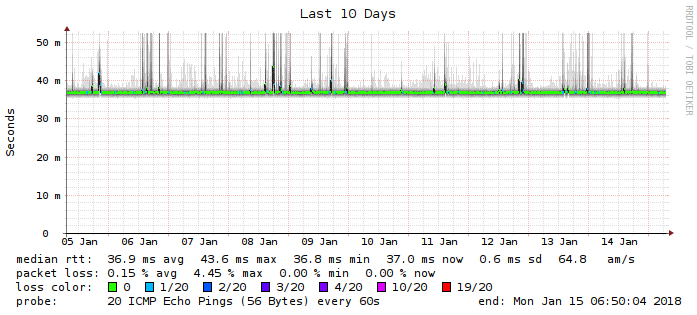 Last 10 Days
RRDTOOL / TOBI OETIKER
Seconds
50 m
40 m
30 m
20 m
10 m
0
05 Jan 06 Jan 07 Jan 08 Jan 09 Jan 10 Jan 11 Jan 12 Jan 13 Jan 14 Jan
median rtt: 36.9 ms avg 43.6 ms max 36.8 ms min 37.0 ms now 0.6 ms sd 64.8 am/s
packet loss: 0.15 % avg 4.45 % max 0.00 % min 0.00 % now
loss color: 0 1/20 2/20 3/20 4/20 10/20 19/20
probe: 20 ICMP Echo Pings (56 Bytes) every 60s end: Mon Jan 15 06:50:04 2018